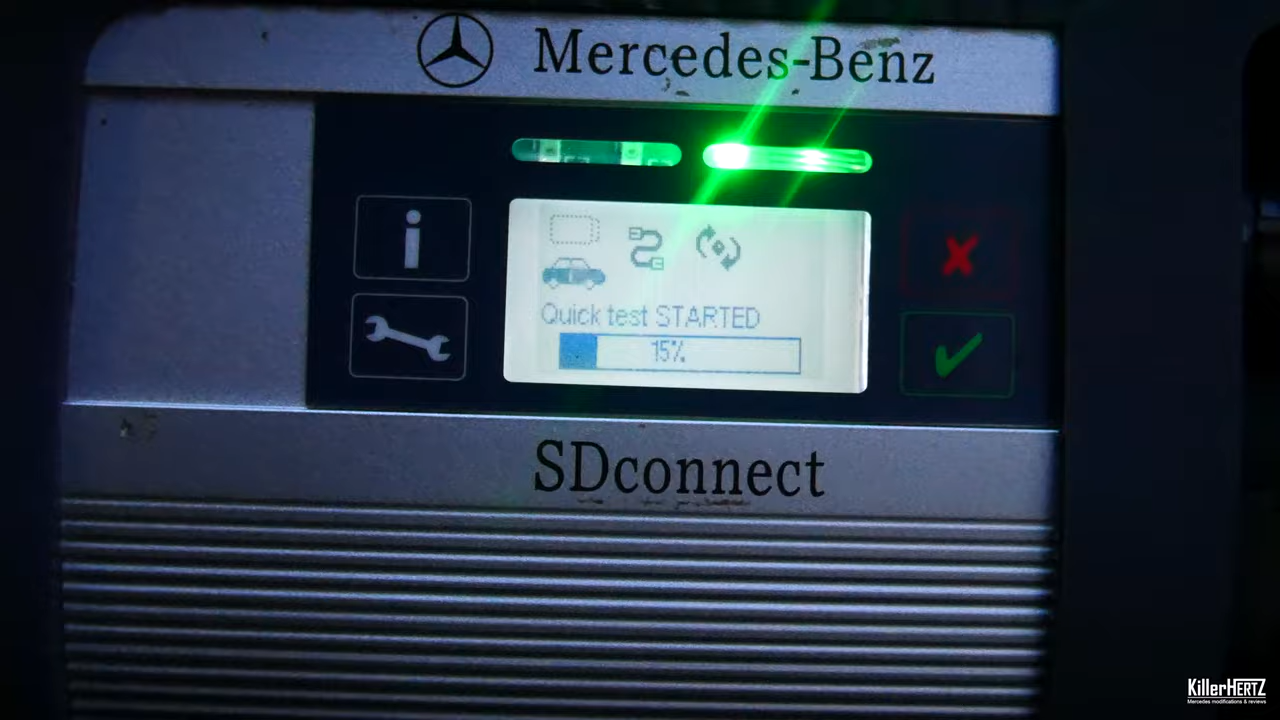 Mercedes-Benz
Quick test STARTED
15%
SDconnect
KillerHERTZ
Mercedes modifications & reviews